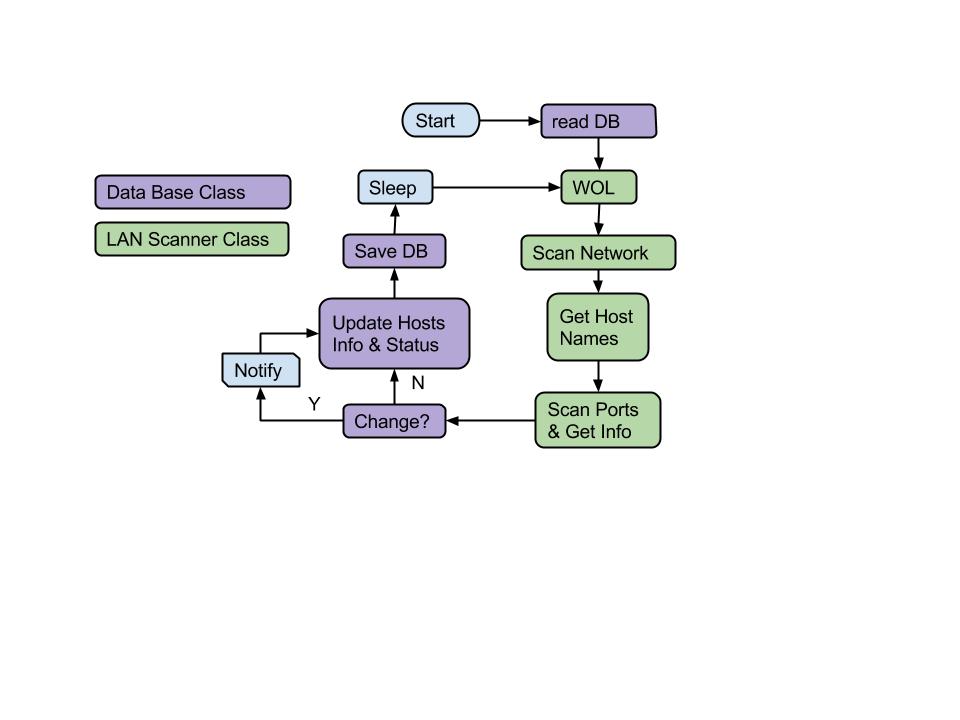 Start
read DB
Data Base Class
Sleep
WOL
LAN Scanner Class
Save DB
Scan Network
Update Hosts
Info & Status
Get Host
Names
Notify
N
Y
Change?
Scan Ports
& Get Info